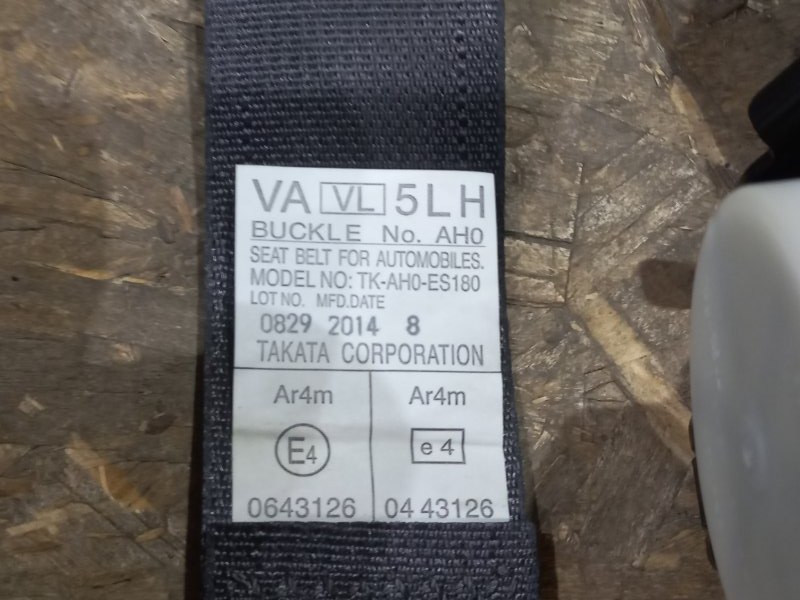 VA VL 5LH
BUCKLE No. AH0
SEAT BELT FOR AUTOMOBILES.
MODEL NO: TK-AH0-ES180
LOT NO. MFD.DATE
0829 2014 8
TAKATA CORPORATION
Ar4m Ar4m
E4 e4
0643126 04 43126